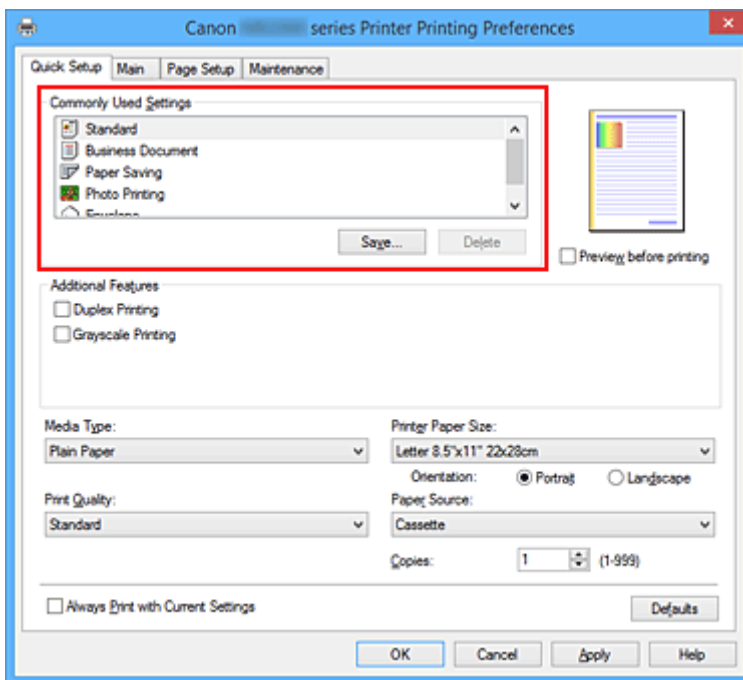 Canon series Printer Printing Preferences
Quick Setup Main Page Setup Maintenance
Commonly Used Settings
Standard
Business Document
Paper Saving
Photo Printing
Envelope
Save... Delete
Preview before printing
Additional Features
Duplex Printing
Grayscale Printing
Media Type:
Plain Paper
Printer Paper Size:
Letter 8.5"x11" 22x28cm
Orientation: Portrait Landscape
Print Quality:
Standard
Paper Source:
Cassette
Copies: 1 (1-999)
Always Print with Current Settings
Defaults
OK Cancel Apply Help